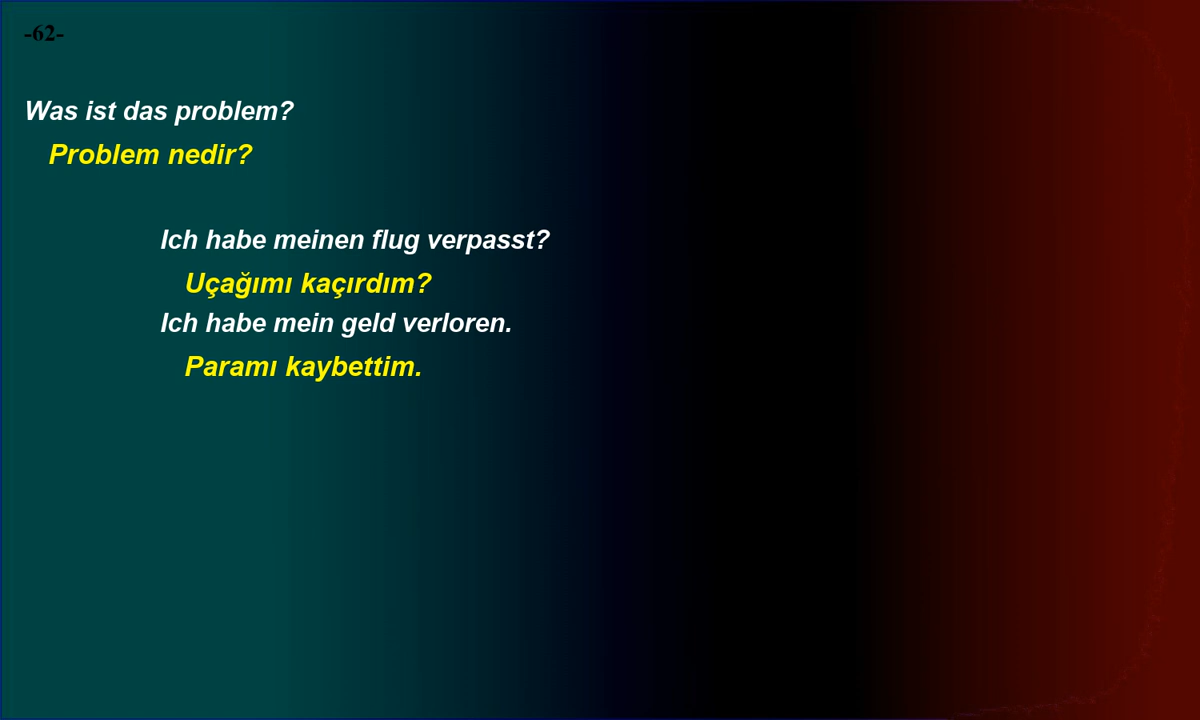 -62-
Was ist das problem?
Problem nedir?
Ich habe meinen flug verpasst?
Uçağımı kaçırdım?
Ich habe mein geld verloren.
Paramı kaybettim.